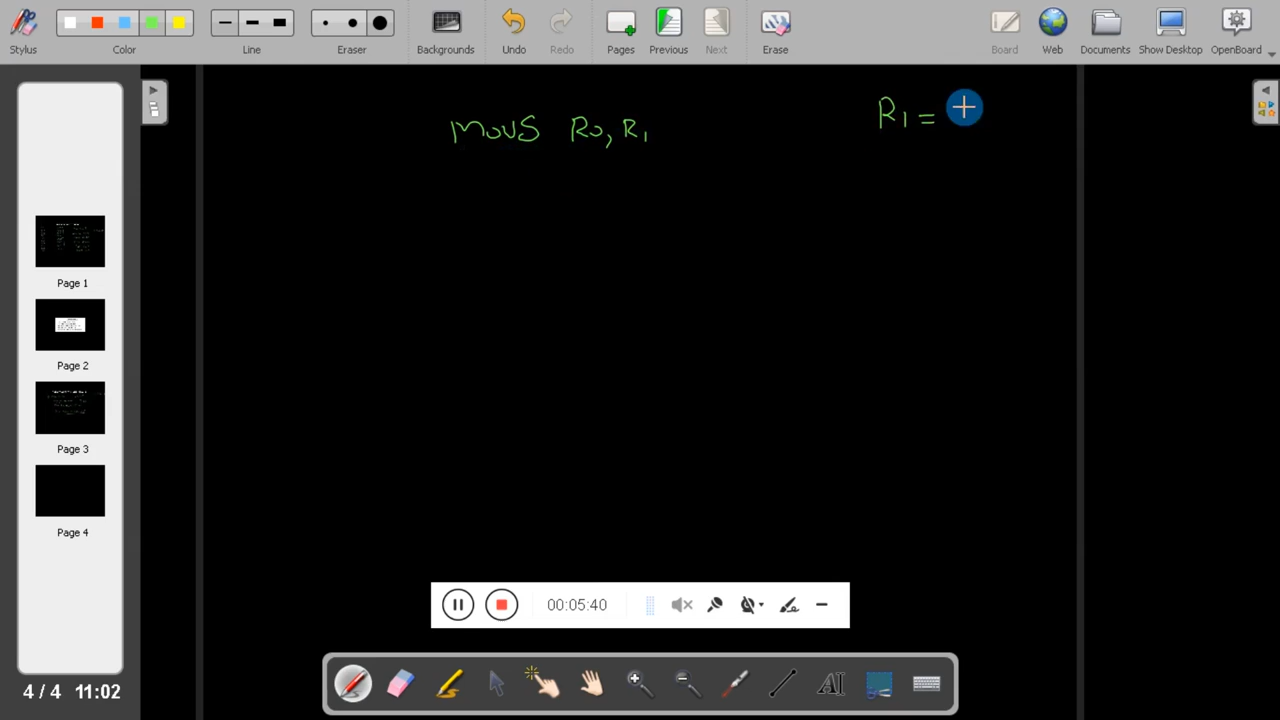 Stylus
Color
Line
Eraser
Backgrounds
Undo
Redo
Pages
Previous
Next
Erase
Board
Web
Documents
Show Desktop
OpenBoard
MOVS R0, R1
R1 =
Page 1
Page 2
Page 3
Page 4
00:05:40
AI
4 / 4 11:02